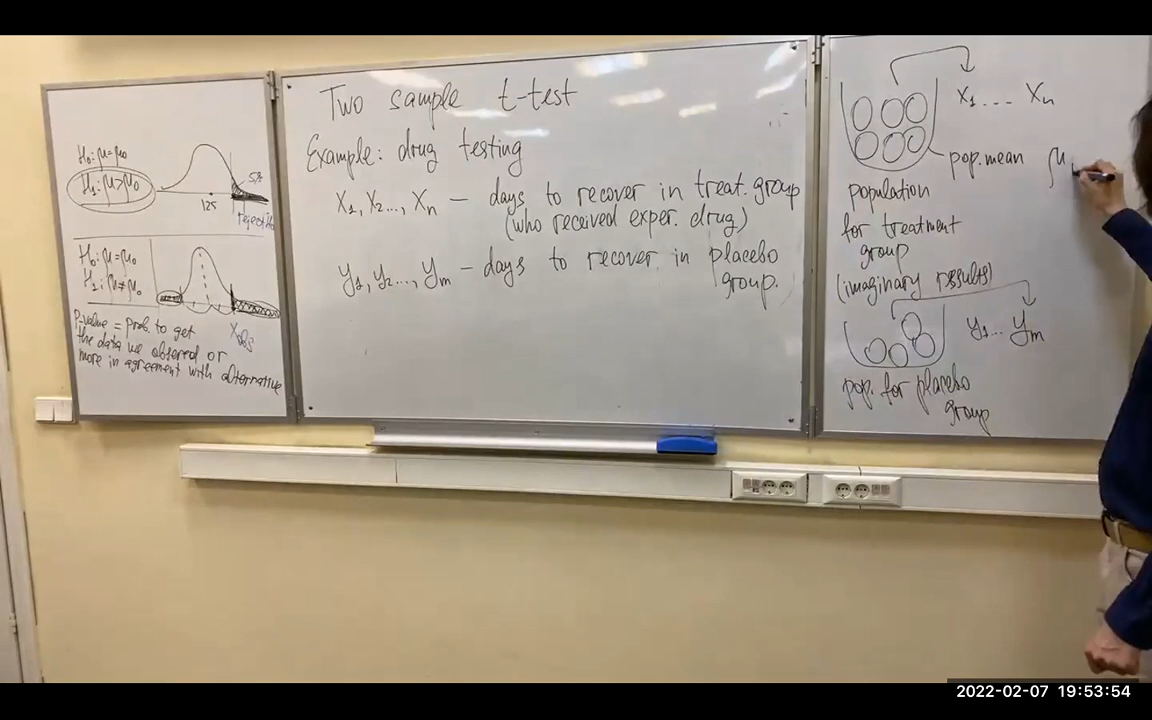 H₀: μ=μ₀
H₁: μ>μ₀
5%
125
reject H₀
H₀: μ=μ₀
H₁: μ≠μ₀
Xobs
P-value = prob. to get
the data we observed or
more in agreement with alternative
Two sample t-test
Example: drug testing
X₁, X₂..., Xn — days to recover in treat. group
(who received exper. drug)
y₁, y₂..., ym — days to recover in placebo
group.
X₁ .... Xn
pop. mean μ
population
for treatment
group
(imaginary results)
y₁... ym
pop. for placebo
group
2022-02-07 19:53:54